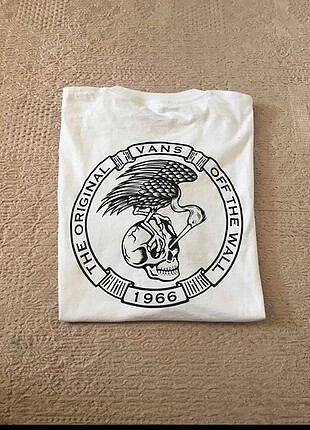 VANS
THE ORIGINAL
OFF THE WALL
1966